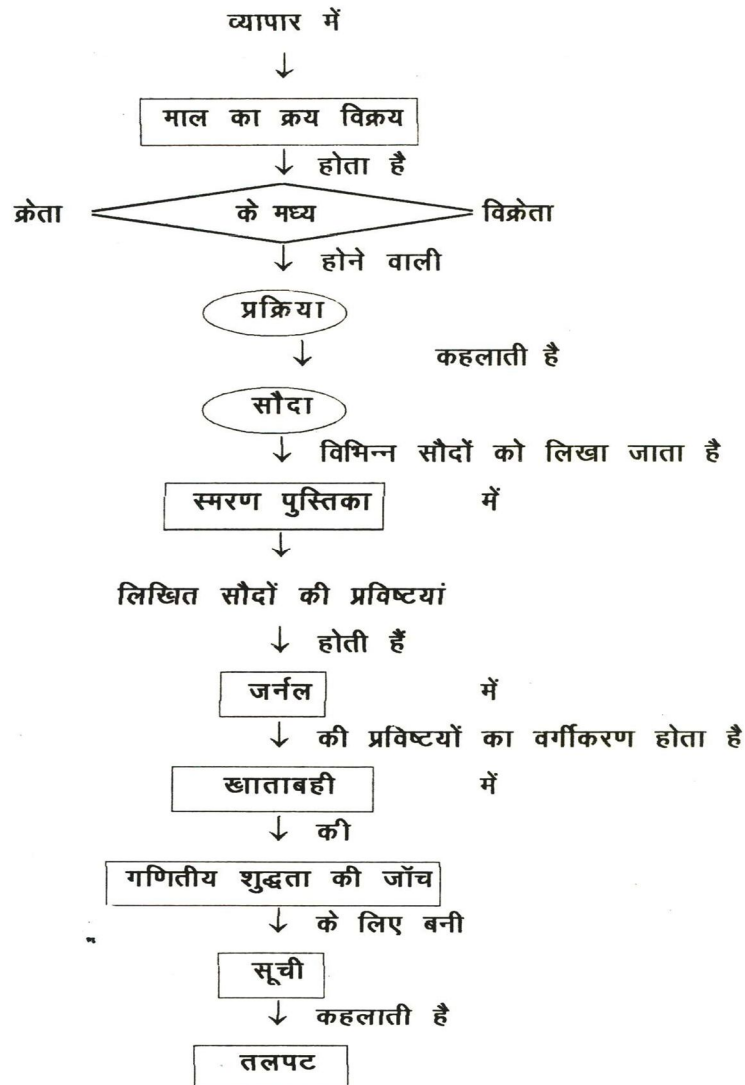 व्यापार में
माल का क्रय विक्रय
होता है
क्रेता के मध्य विक्रेता
होने वाली
प्रक्रिया
कहलाती है
सौदा
विभिन्न सौदों को लिखा जाता है
स्मरण पुस्तिका में
लिखित सौदों की प्रविष्टयां
होती हैं
जर्नल में
की प्रविष्टयों का वर्गीकरण होता है
खाताबही में
की
गणितीय शुद्धता की जॉच
के लिए बनी
सूची
कहलाती है
तलपट